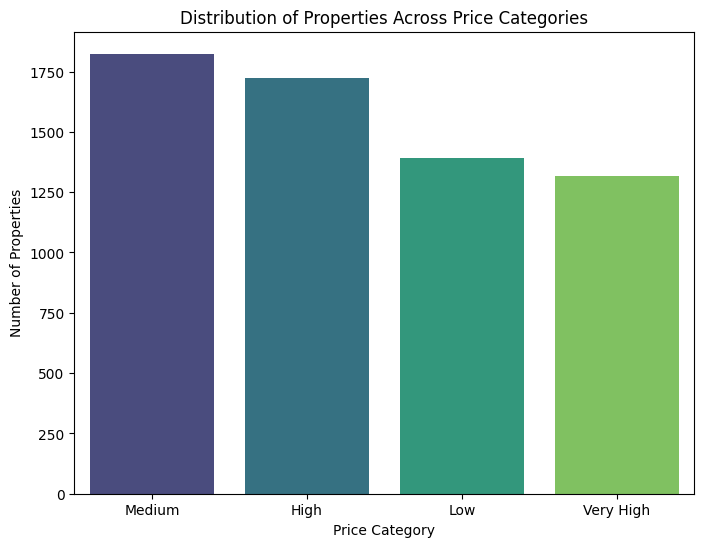 Distribution of Properties Across Price Categories
Number of Properties
1750
1500
1250
1000
750
500
250
0
Medium
High
Low
Very High
Price Category